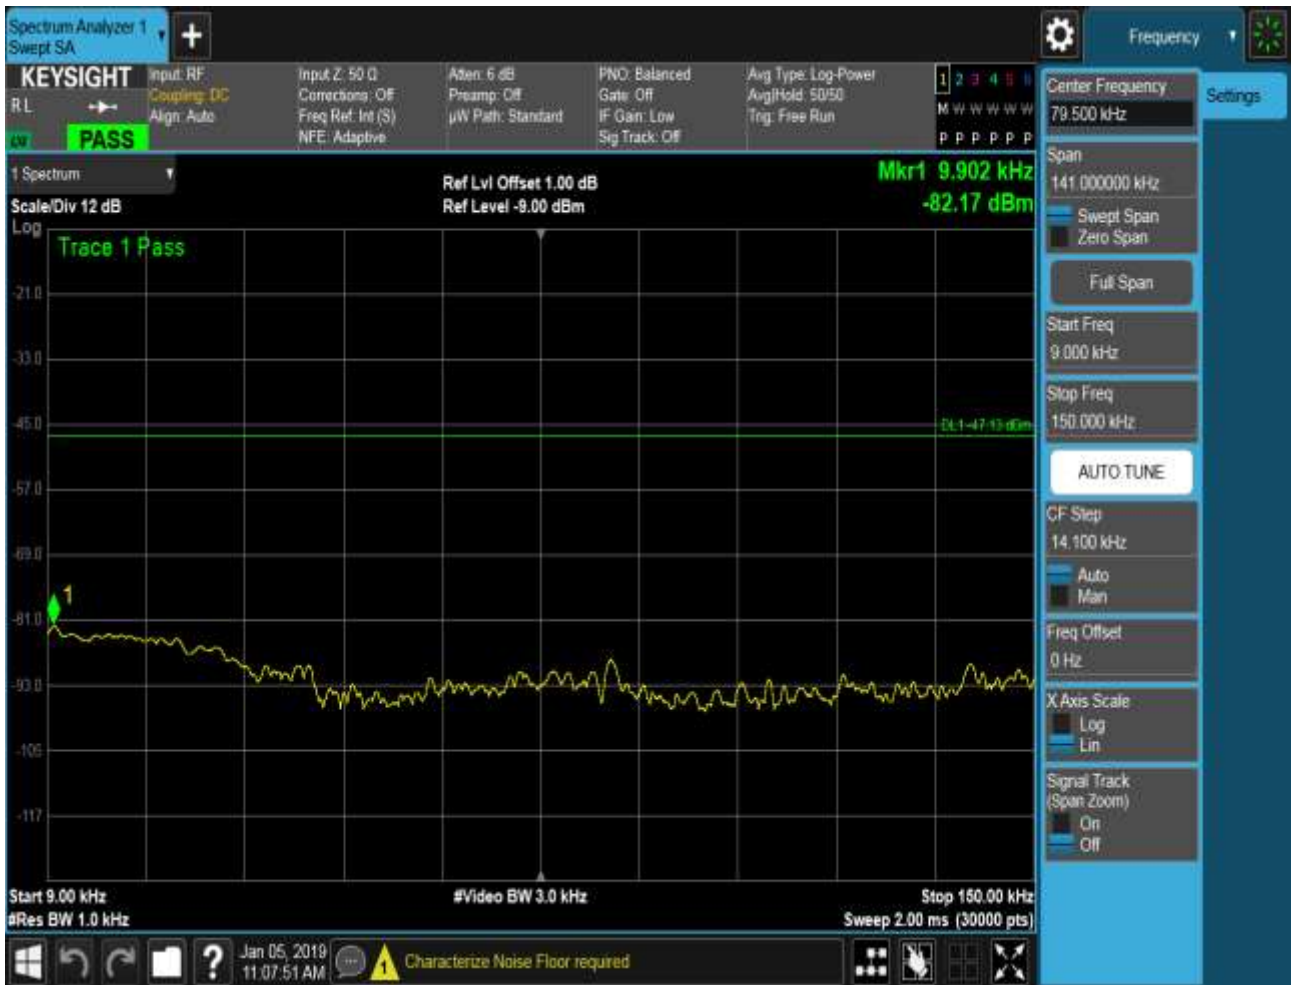 Spectrum Analyzer 1
Swept SA
+
Frequency
KEYSIGHT
R L
PASS
Input: RF
Coupling: DC
Align: Auto
Input Z: 50 Ω
Corrections: Off
Freq Ref: Int (S)
NFE: Adaptive
Atten: 6 dB
Preamp: Off
µW Path: Standard
PNO: Balanced
Gate: Off
IF Gain: Low
Sig Track: Off
Avg Type: Log-Power
Avg|Hold: 50/50
Trig: Free Run
1 2 3 4 5 6
M W W W W W
P P P P P P
1 Spectrum
Scale/Div 12 dB
Ref Lvl Offset 1.00 dB
Ref Level -9.00 dBm
Mkr1 9.902 kHz
-82.17 dBm
Log
Trace 1 Pass
-21.0
-33.0
-45.0
DL1 -47.13 dBm
-57.0
-69.0
1
-81.0
-93.0
-105
-117
Start 9.00 kHz
#Res BW 1.0 kHz
#Video BW 3.0 kHz
Stop 150.00 kHz
Sweep 2.00 ms (30000 pts)
Center Frequency
79.500 kHz
Settings
Span
141.000000 kHz
Swept Span
Zero Span
Full Span
Start Freq
9.000 kHz
Stop Freq
150.000 kHz
AUTO TUNE
CF Step
14.100 kHz
Auto
Man
Freq Offset
0 Hz
X Axis Scale
Log
Lin
Signal Track
(Span Zoom)
On
Off
?
Jan 05, 2019
11:07:51 AM
1
Characterize Noise Floor required